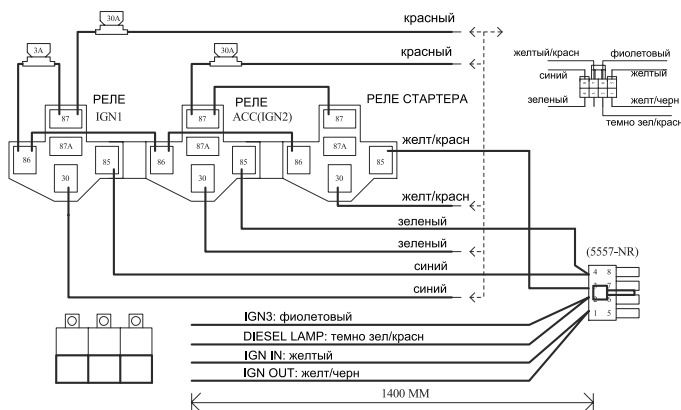 30A
красный
3A
30A
красный
желтый/красн
фиолетовый
синий
желтый
зеленый
желт/черн
темно зел/красн
РЕЛЕ
IGN1
РЕЛЕ
ACC(IGN2)
РЕЛЕ СТАРТЕРА
87
87
87
87A
87A
87A
86
85
86
85
86
85
30
30
30
желт/красн
желт/красн
зеленый
зеленый
синий
синий
(5557-NR)
4 8
7
1 5
IGN3: фиолетовый
DIESEL LAMP: темно зел/красн
IGN IN: желтый
IGN OUT: желт/черн
1400 ММ